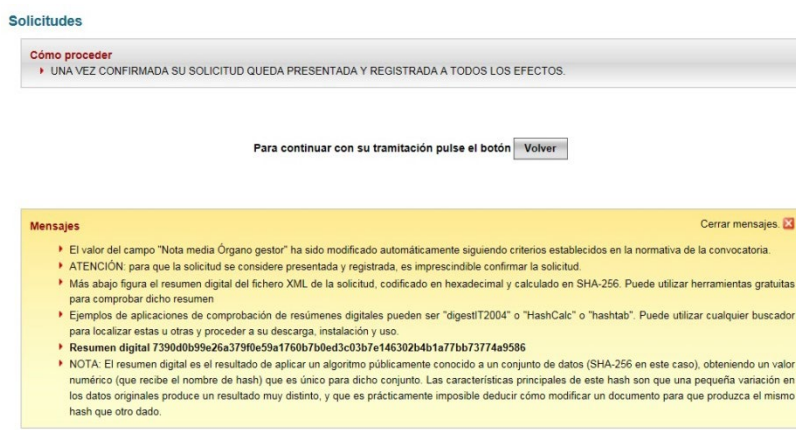 Solicitudes
Cómo proceder
UNA VEZ CONFIRMADA SU SOLICITUD QUEDA PRESENTADA Y REGISTRADA A TODOS LOS EFECTOS.
Para continuar con su tramitación pulse el botón Volver
Mensajes Cerrar mensajes.
El valor del campo "Nota media Órgano gestor" ha sido modificado automáticamente siguiendo criterios establecidos en la normativa de la convocatoria.
ATENCIÓN: para que la solicitud se considere presentada y registrada, es imprescindible confirmar la solicitud.
Más abajo figura el resumen digital del fichero XML de la solicitud, codificado en hexadecimal y calculado en SHA-256. Puede utilizar herramientas gratuitas
para comprobar dicho resumen
Ejemplos de aplicaciones de comprobación de resúmenes digitales pueden ser "digestIT2004" o "HashCalc" o "hashtab". Puede utilizar cualquier buscador
para localizar estas u otras y proceder a su descarga, instalación y uso.
Resumen digital 7390d0b99e26a379f0e59a1760b7b0ed3c03b7e146302b4b1a77bb73774a9586
NOTA: El resumen digital es el resultado de aplicar un algoritmo públicamente conocido a un conjunto de datos (SHA-256 en este caso), obteniendo un valor
numérico (que recibe el nombre de hash) que es único para dicho conjunto. Las características principales de este hash son que una pequeña variación en
los datos originales produce un resultado muy distinto, y que es prácticamente imposible deducir cómo modificar un documento para que produzca el mismo
hash que otro dado.